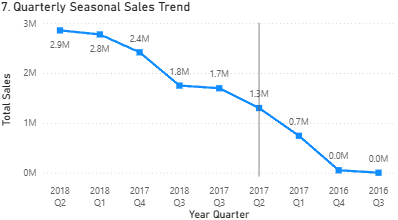 7. Quarterly Seasonal Sales Trend
3M
2M
1M
0M
Total Sales
2.9M
2.8M
2.4M
1.8M
1.7M
1.3M
0.7M
0.0M
0.0M
2018 2018 2017 2018 2017 2017 2017 2016 2016
Q2 Q1 Q4 Q3 Q3 Q2 Q1 Q4 Q3
Year Quarter